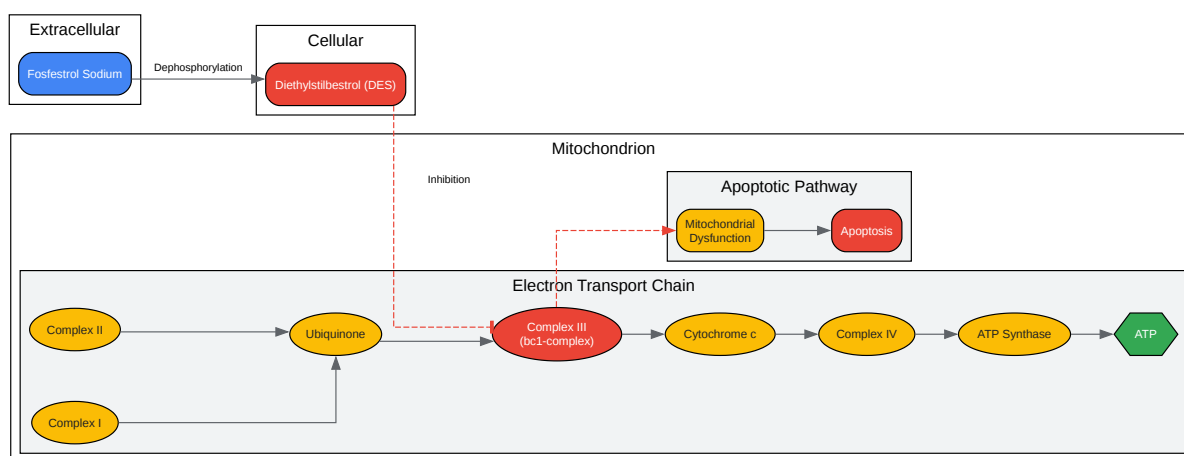 Extracellular
Fosfestrol Sodium
Dephosphorylation
Cellular
Diethylstilbestrol (DES)
Mitochondrion
Inhibition
Apoptotic Pathway
Mitochondrial
Dysfunction
Apoptosis
Electron Transport Chain
Complex II
Ubiquinone
Complex III
(bc1-complex)
Cytochrome c
Complex IV
ATP Synthase
ATP
Complex I